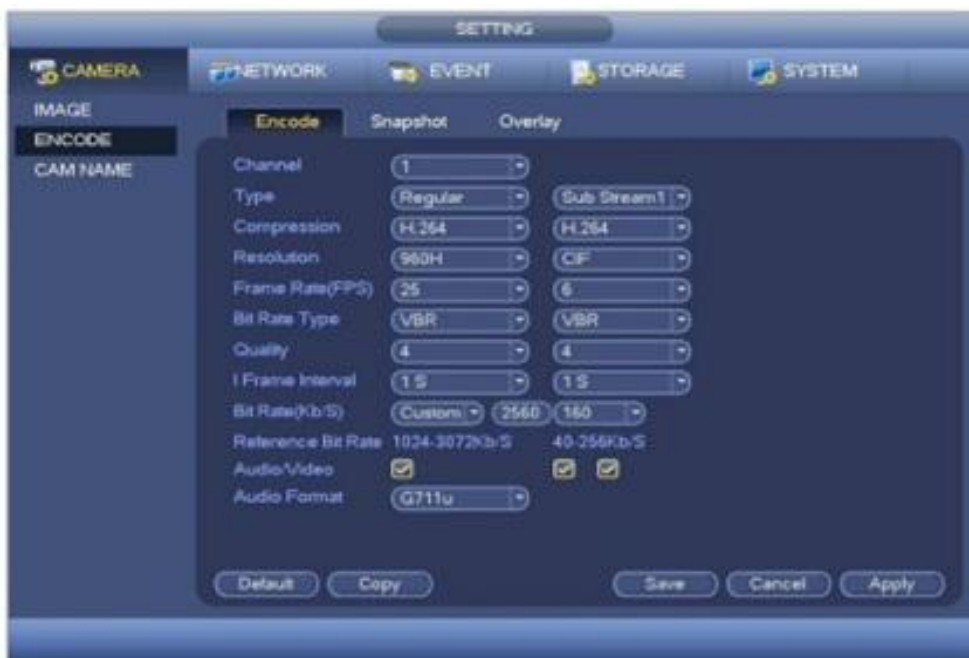 SETTING
CAMERA NETWORK EVENT STORAGE SYSTEM
IMAGE
ENCODE
CAM NAME
Encode Snapshot Overlay
Channel 1
Type Regular Sub Stream1
Compression H.264 H.264
Resolution 960H CIF
Frame Rate(FPS) 25 6
Bit Rate Type VBR VBR
Quality 4 4
I Frame Interval 1 S 1 S
Bit Rate(Kb/S) Custom 2560 160
Reference Bit Rate 1024-3072Kb/S 40-256Kb/S
Audio/Video
Audio Format G711u
Default Copy Save Cancel Apply